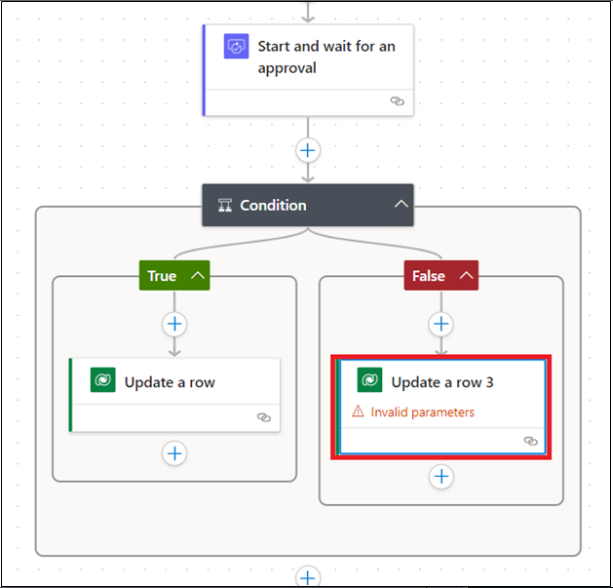 Start and wait for an
approval
Condition
True
False
Update a row
Update a row 3
Invalid parameters